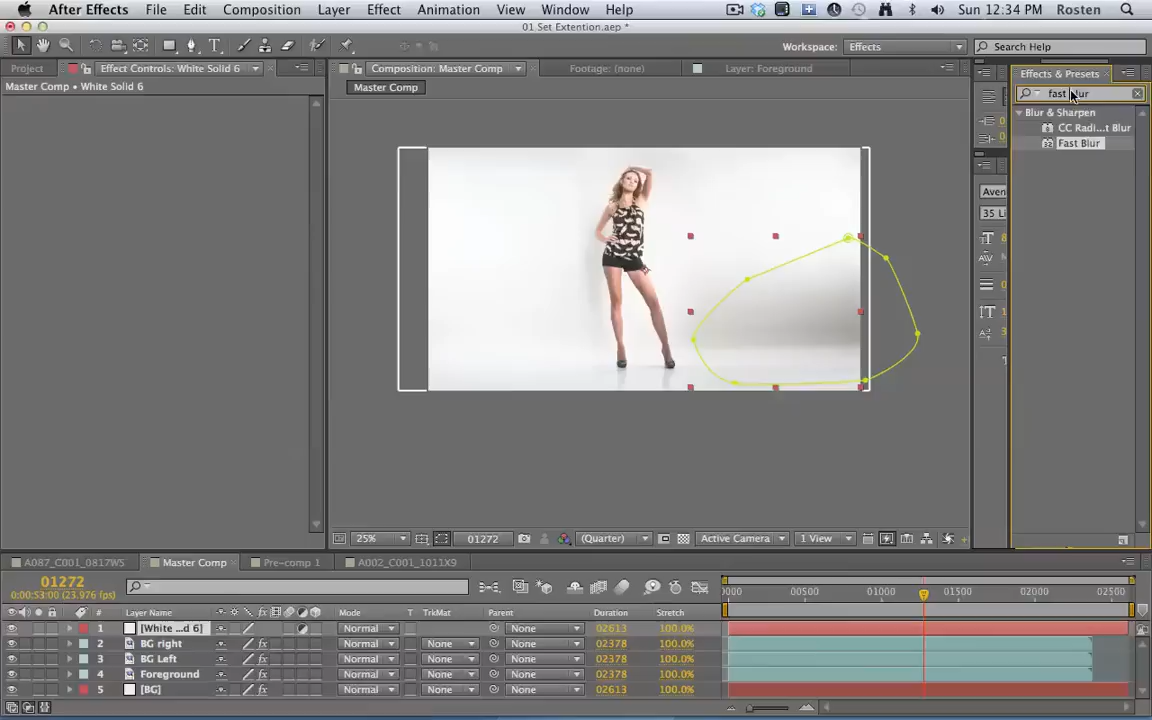 After Effects File Edit Composition Layer Effect Animation View Window Help Sun 12:34 PM Rosten
01 Set Extention.aep *
Workspace: Effects Search Help
Project Effect Controls: White Solid 6 Composition: Master Comp Footage: (none) Layer: Foreground Effects & Presets
Master Comp • White Solid 6 Master Comp fast blur
Blur & Sharpen
CC Radi...t Blur
Fast Blur
Aven
35 Li
25% 01272 (Quarter) Active Camera 1 View
A087_C001_0817WS Master Comp Pre-comp 1 A002_C001_1011X9
01272
0:00:53:00 (23.976 fps)
0000 00500 01000 01500 02000 02500
# Layer Name Mode T TrkMat Parent Duration Stretch
1 [White ...d 6] Normal None 02613 100.0%
2 BG right Normal None None 02378 100.0%
3 BG Left Normal None None 02378 100.0%
4 Foreground Normal None None 02378 100.0%
5 [BG] Normal None None 02613 100.0%